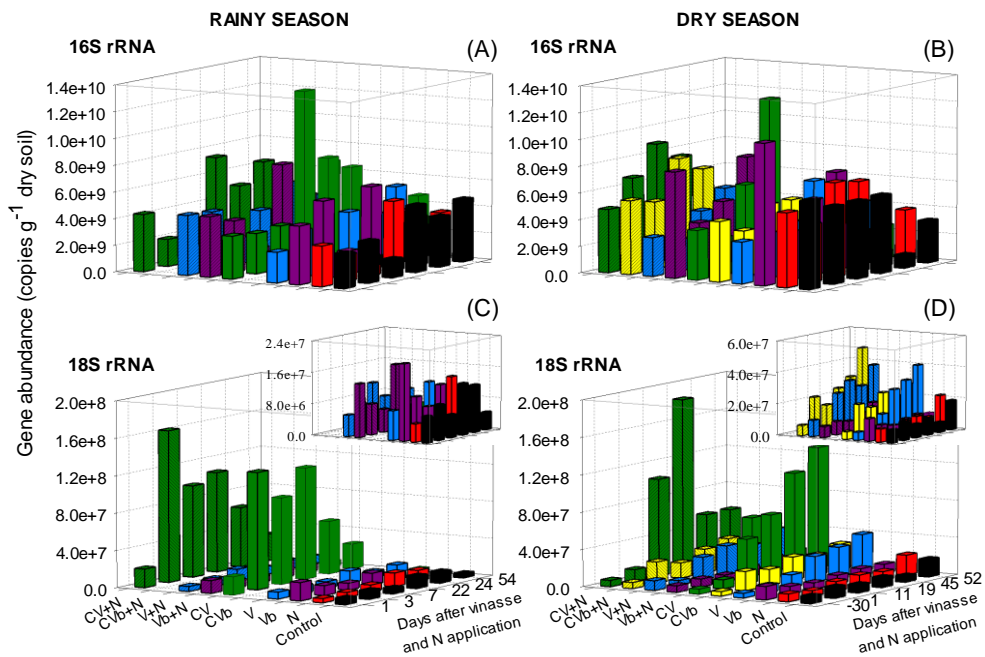 RAINY SEASON
DRY SEASON
16S rRNA
(A)
16S rRNA
(B)
1.4e+10
1.2e+10
1.0e+10
8.0e+9
6.0e+9
4.0e+9
2.0e+9
0.0
1.4e+10
1.2e+10
1.0e+10
8.0e+9
6.0e+9
4.0e+9
2.0e+9
0.0
Gene abundance (copies g⁻¹ dry soil)
18S rRNA
(C)
18S rRNA
(D)
2.4e+7
1.6e+7
8.0e+6
0.0
6.0e+7
4.0e+7
2.0e+7
0.0
2.0e+8
1.6e+8
1.2e+8
8.0e+7
4.0e+7
0.0
2.0e+8
1.6e+8
1.2e+8
8.0e+7
4.0e+7
0.0
CV+N
CVb+N
V+N
Vb+N
CV
CVb
V
Vb
N
Control
1 3 7 22 24 54
Days after vinasse
and N application
CV+N
CVb+N
V+N
Vb+N
CV
CVb
V
Vb
N
Control
-30 1 11 19 45 52
Days after vinasse
and N application